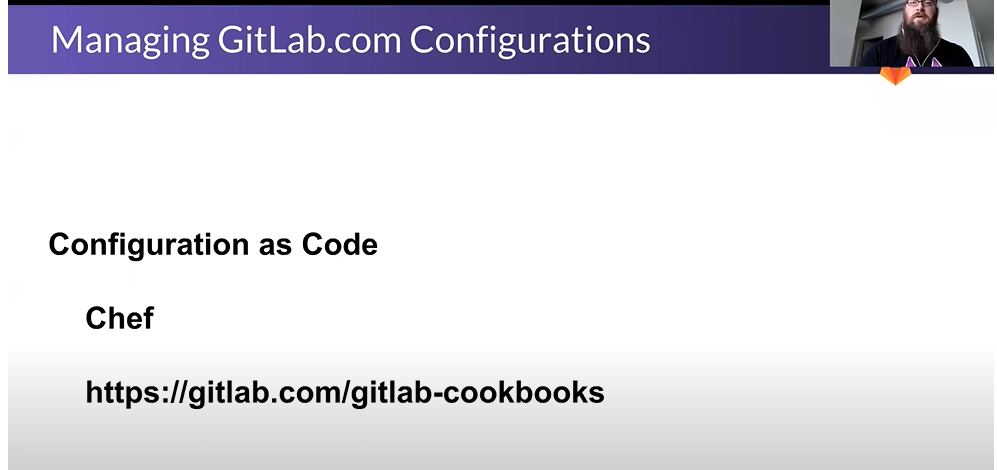 Managing GitLab.com Configurations
Configuration as Code
Chef
https://gitlab.com/gitlab-cookbooks